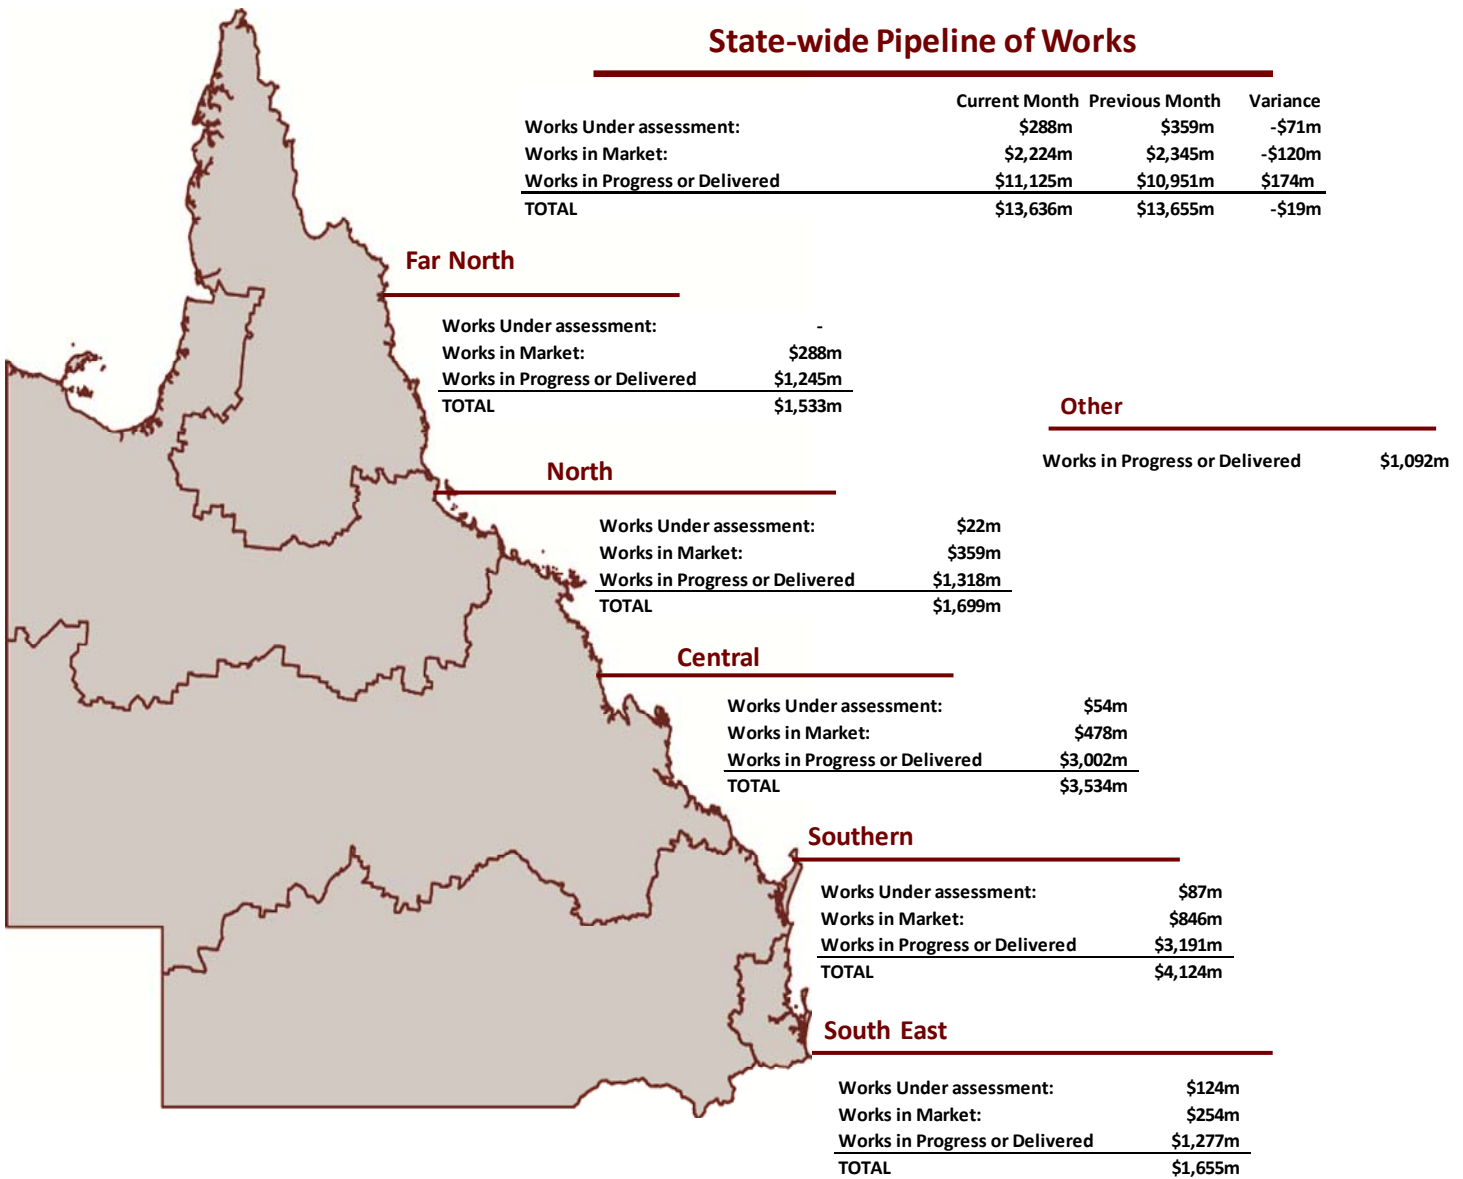 State-wide Pipeline of Works
Current Month Previous Month Variance
Works Under assessment: $288m $359m -$71m
Works in Market: $2,224m $2,345m -$120m
Works in Progress or Delivered $11,125m $10,951m $174m
TOTAL $13,636m $13,655m -$19m
Far North
Works Under assessment: -
Works in Market: $288m
Works in Progress or Delivered $1,245m
TOTAL $1,533m
Other
Works in Progress or Delivered $1,092m
North
Works Under assessment: $22m
Works in Market: $359m
Works in Progress or Delivered $1,318m
TOTAL $1,699m
Central
Works Under assessment: $54m
Works in Market: $478m
Works in Progress or Delivered $3,002m
TOTAL $3,534m
Southern
Works Under assessment: $87m
Works in Market: $846m
Works in Progress or Delivered $3,191m
TOTAL $4,124m
South East
Works Under assessment: $124m
Works in Market: $254m
Works in Progress or Delivered $1,277m
TOTAL $1,655m